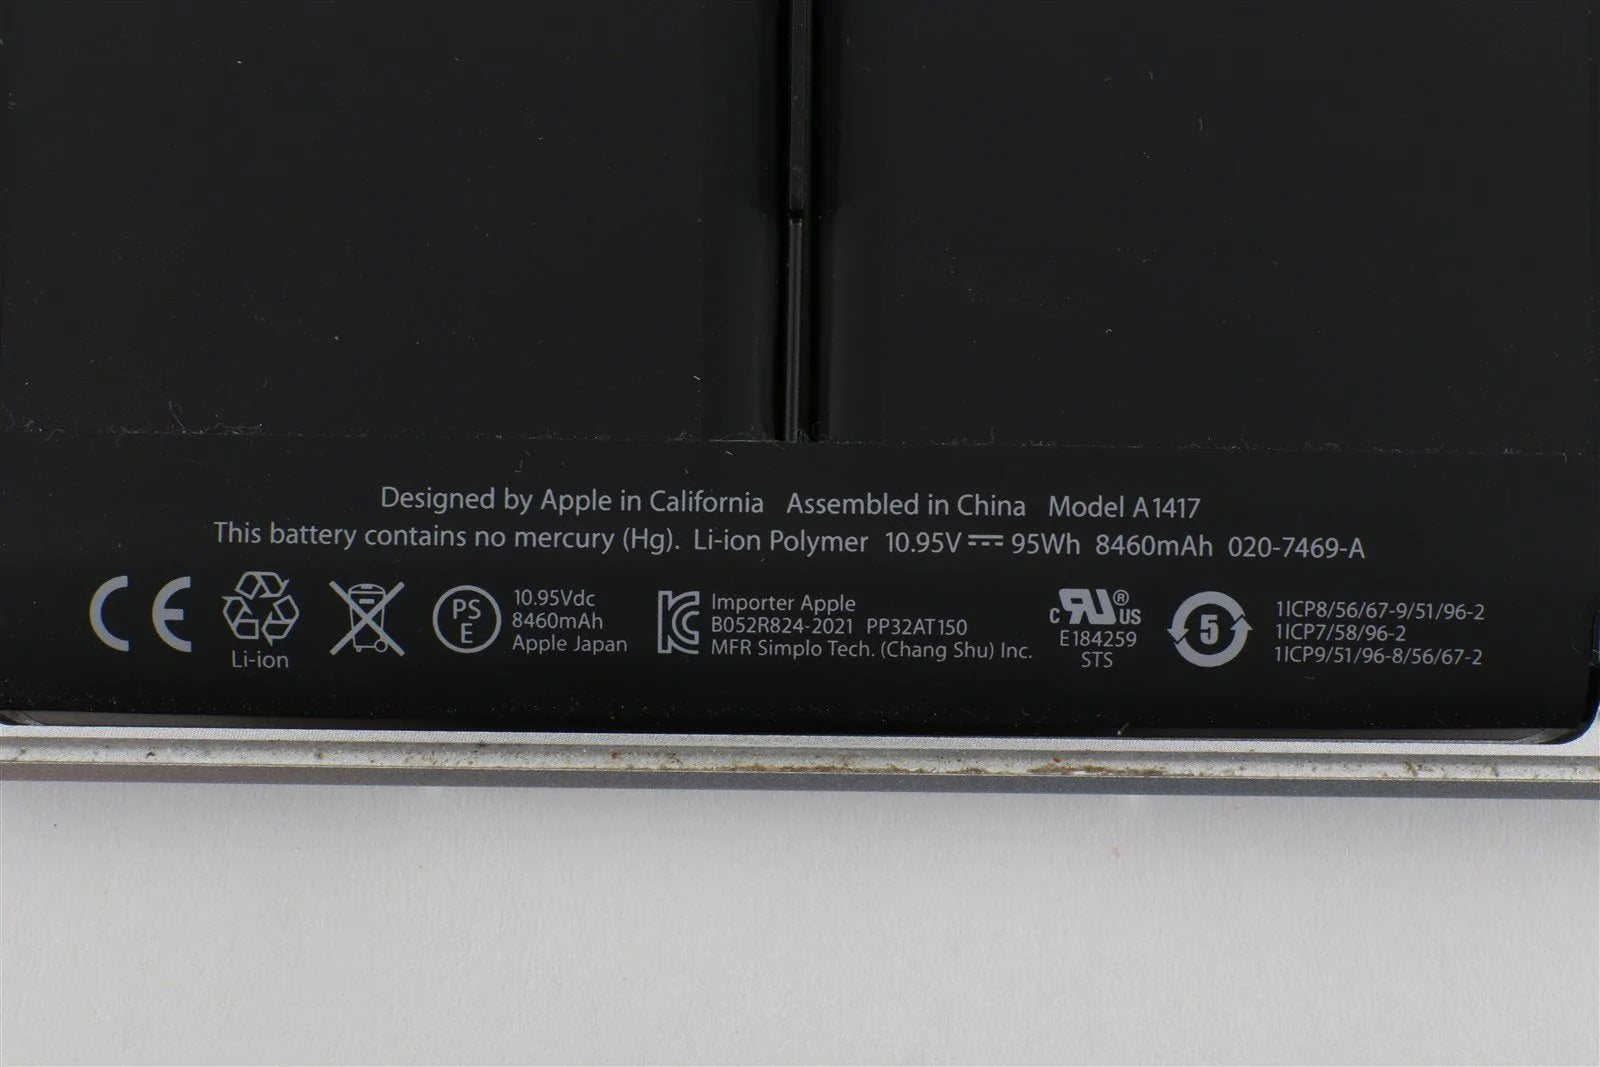 Designed by Apple in California Assembled in China Model A1417
This battery contains no mercury (Hg). Li-ion Polymer 10.95V ⎓ 95Wh 8460mAh 020-7469-A
CE
Li-ion
PS
E
10.95Vdc
8460mAh
Apple Japan
Importer Apple
B052R824-2021 PP32AT150
MFR Simplo Tech. (Chang Shu) Inc.
c RU ® US
E184259
STS
5
1ICP8/56/67-9/51/96-2
1ICP7/58/96-2
1ICP9/51/96-8/56/67-2